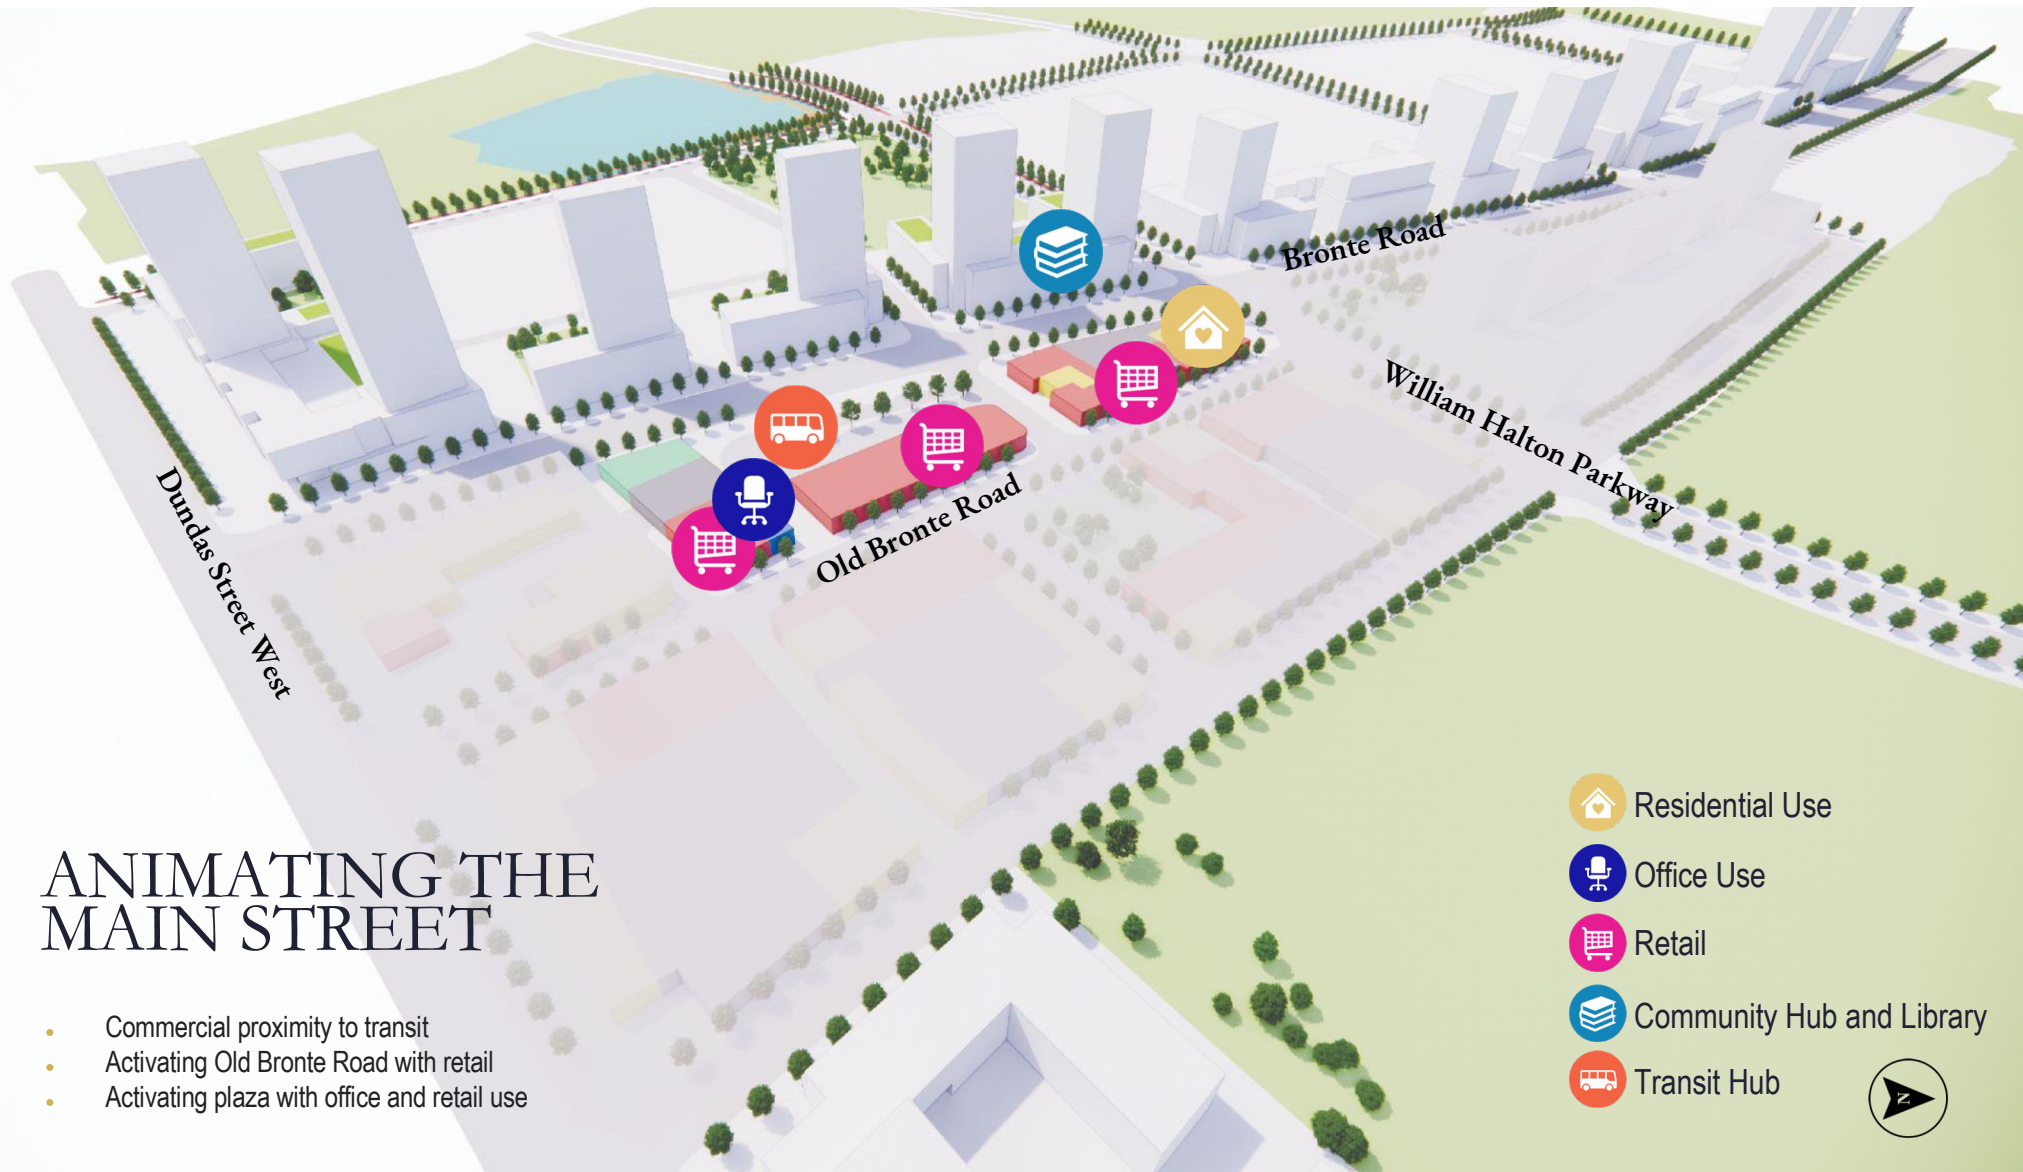 Bronte Road
William Halton Parkway
Old Bronte Road
Dundas Street West
ANIMATING THE
MAIN STREET
Commercial proximity to transit
Activating Old Bronte Road with retail
Activating plaza with office and retail use
Residential Use
Office Use
Retail
Community Hub and Library
Transit Hub
N